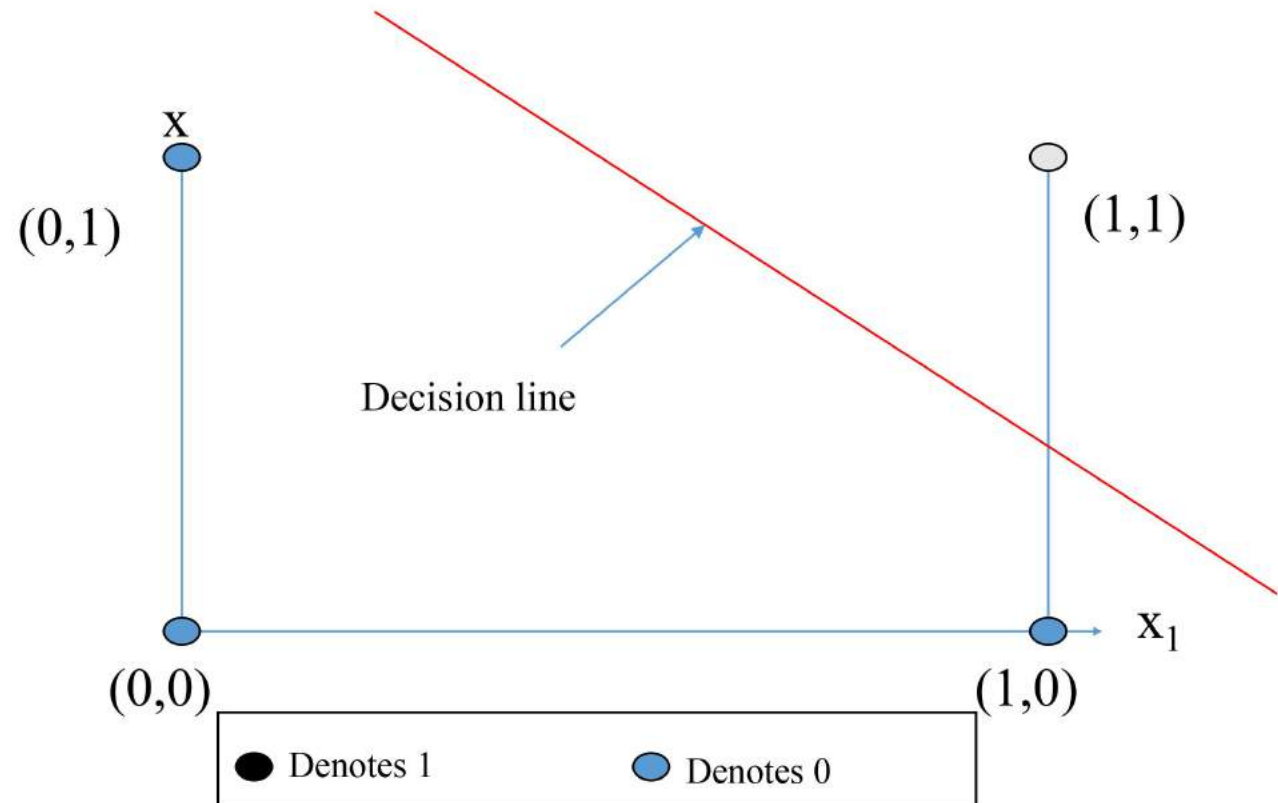 x
(0,1)
(1,1)
Decision line
x₁
(0,0)
(1,0)
Denotes 1
Denotes 0